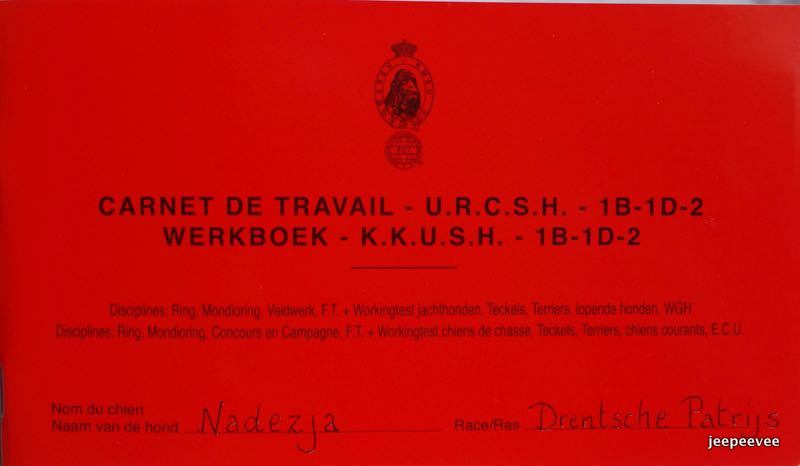 CARNET DE TRAVAIL - U.R.C.S.H. - 1B-1D-2
WERKBOEK - K.K.U.S.H. - 1B-1D-2
Disciplines: Ring, Mondioring, Veldwerk, F.T. + Workingtest jachthonden, Teckels, Terriers, lopende honden, WGH
Disciplines: Ring, Mondioring, Concours en Campagne, F.T. + Workingtest chiens de chasse, Teckels, Terriers, chiens courants, E.C.U.
Nom du chien
Naam van de hond Nadezja Race/Ras Drentsche Patrijs
jeepeevee